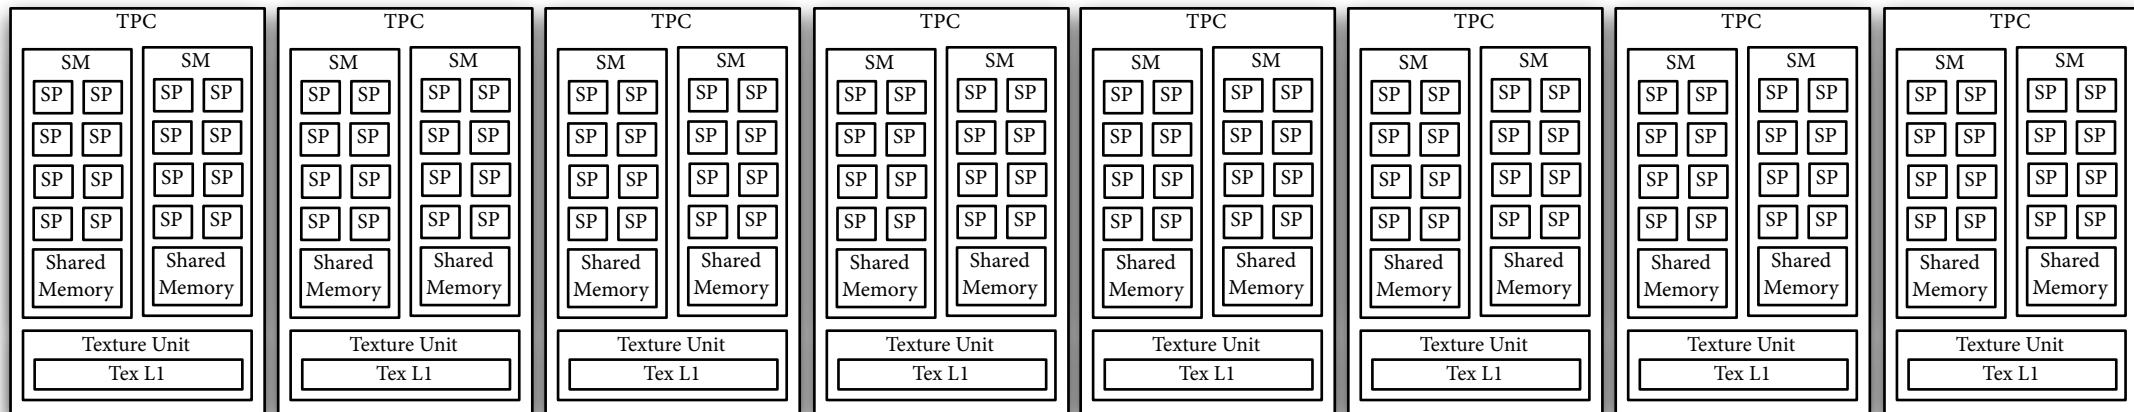 TPC TPC TPC TPC TPC TPC TPC TPC
SM SM SM SM SM SM SM SM SM SM SM SM SM SM SM SM
SP SP SP SP SP SP SP SP SP SP SP SP SP SP SP SP SP SP SP SP SP SP SP SP SP SP SP SP SP SP SP SP
SP SP SP SP SP SP SP SP SP SP SP SP SP SP SP SP SP SP SP SP SP SP SP SP SP SP SP SP SP SP SP SP
SP SP SP SP SP SP SP SP SP SP SP SP SP SP SP SP SP SP SP SP SP SP SP SP SP SP SP SP SP SP SP SP
SP SP SP SP SP SP SP SP SP SP SP SP SP SP SP SP SP SP SP SP SP SP SP SP SP SP SP SP SP SP SP SP
Shared Shared Shared Shared Shared Shared Shared Shared Shared Shared Shared Shared Shared Shared Shared Shared
Memory Memory Memory Memory Memory Memory Memory Memory Memory Memory Memory Memory Memory Memory Memory Memory
Texture Unit Texture Unit Texture Unit Texture Unit Texture Unit Texture Unit Texture Unit Texture Unit
Tex L1 Tex L1 Tex L1 Tex L1 Tex L1 Tex L1 Tex L1 Tex L1